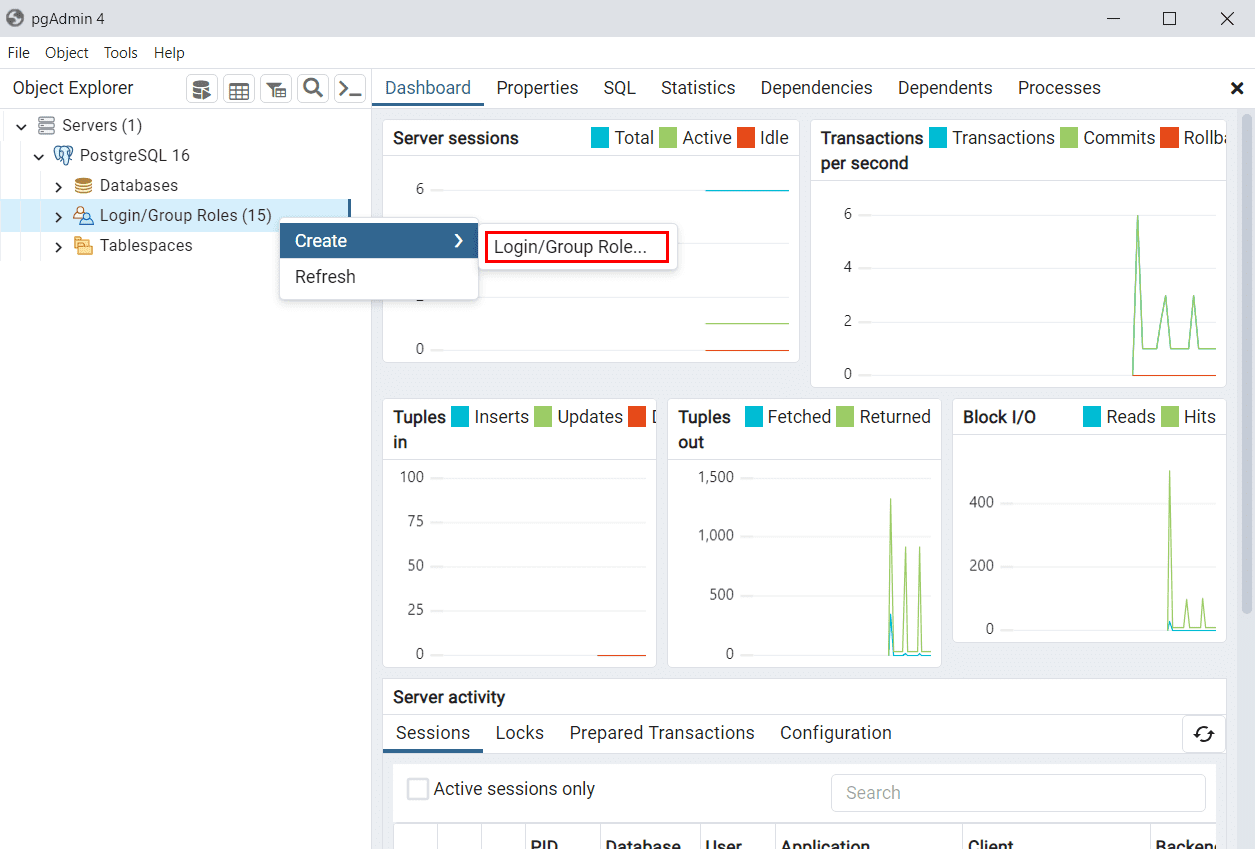 pgAdmin 4
File Object Tools Help
Object Explorer
Dashboard Properties SQL Statistics Dependencies Dependents Processes
Servers (1)
PostgreSQL 16
Databases
Login/Group Roles (15)
Tablespaces
Create
Login/Group Role...
Refresh
Server sessions Total Active Idle
6
0
Transactions per second Transactions Commits Rollba
6
4
2
0
Tuples in Inserts Updates
100
75
50
25
0
Tuples out Fetched Returned
1,500
1,000
500
0
Block I/O Reads Hits
400
200
0
Server activity
Sessions Locks Prepared Transactions Configuration
Active sessions only
Search
PID Database User Application Client Backend